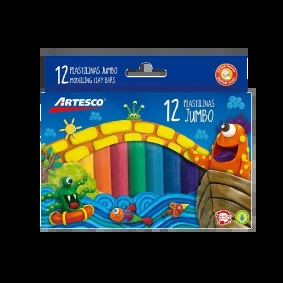 12 PLASTILINAS JUMBO
MODELING CLAY BARS
ARTESCO
12 PLASTILINAS
JUMBO